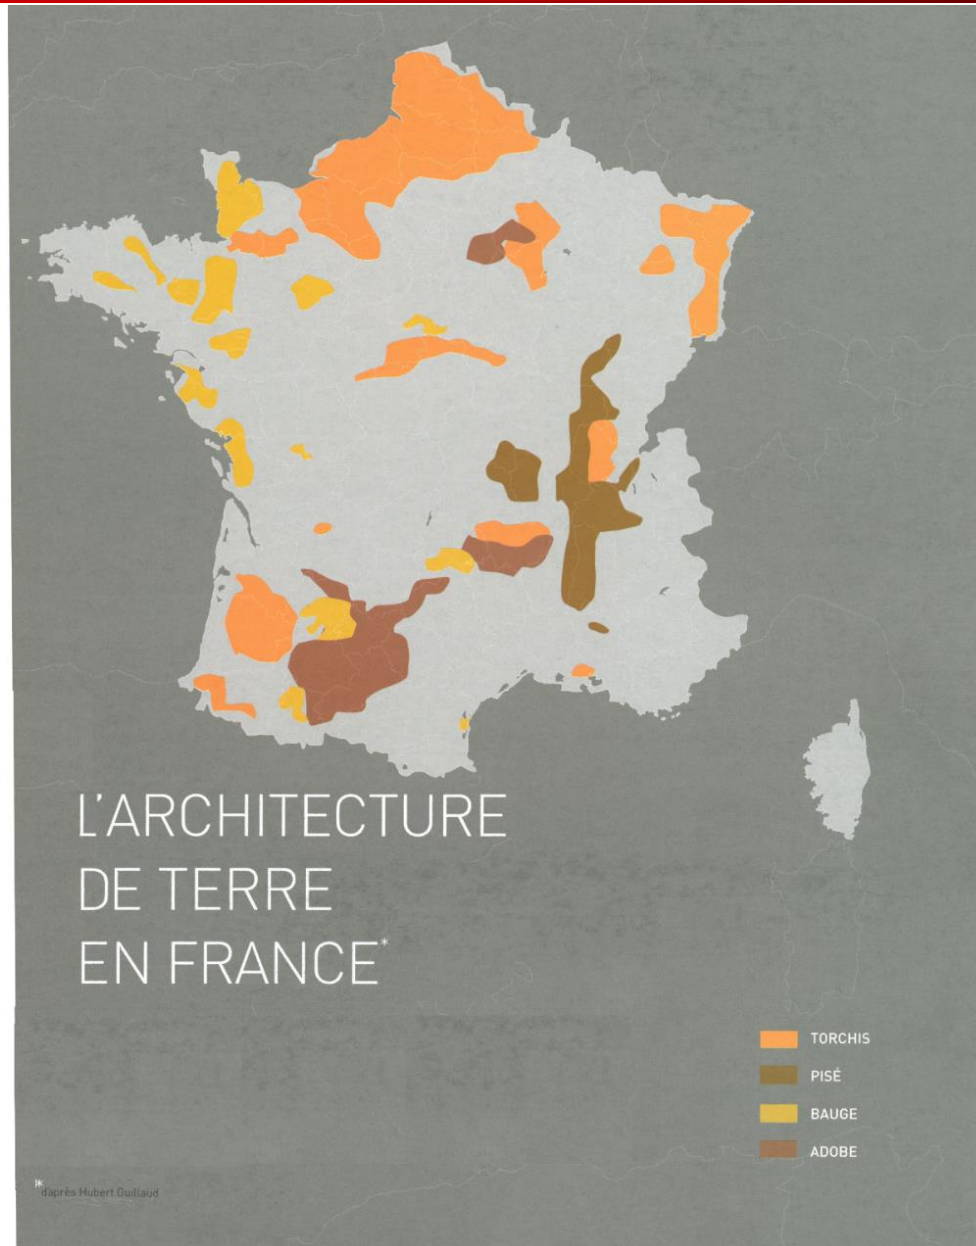 L'ARCHITECTURE
DE TERRE
EN FRANCE*
TORCHIS
PISÉ
BAUGE
ADOBE
*d'après Hubert Guillaud